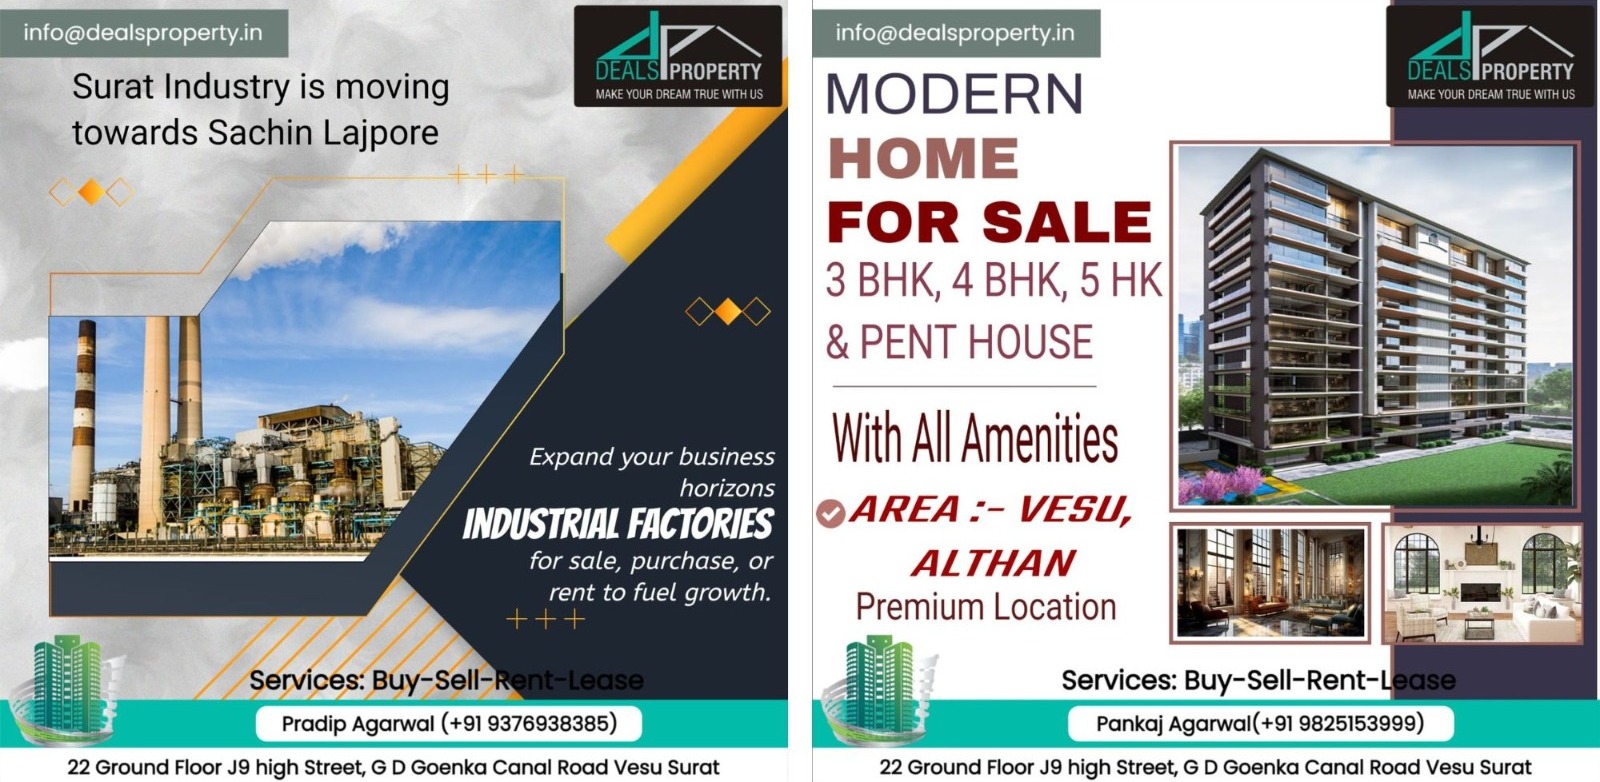 info@dealsproperty.in
DEALS PROPERTY
MAKE YOUR DREAM TRUE WITH US
Surat Industry is moving
towards Sachin Lajpore
Expand your business
horizons
INDUSTRIAL FACTORIES
for sale, purchase, or
rent to fuel growth.
Services: Buy-Sell-Rent-Lease
Pradip Agarwal (+91 9376938385)
22 Ground Floor J9 high Street, G D Goenka Canal Road Vesu Surat
info@dealsproperty.in
DEALS PROPERTY
MAKE YOUR DREAM TRUE WITH US
MODERN
HOME
FOR SALE
3 BHK, 4 BHK, 5 HK
& PENT HOUSE
With All Amenities
AREA :- VESU,
ALTHAN
Premium Location
Services: Buy-Sell-Rent-Lease
Pankaj Agarwal(+91 9825153999)
22 Ground Floor J9 high Street, G D Goenka Canal Road Vesu Surat